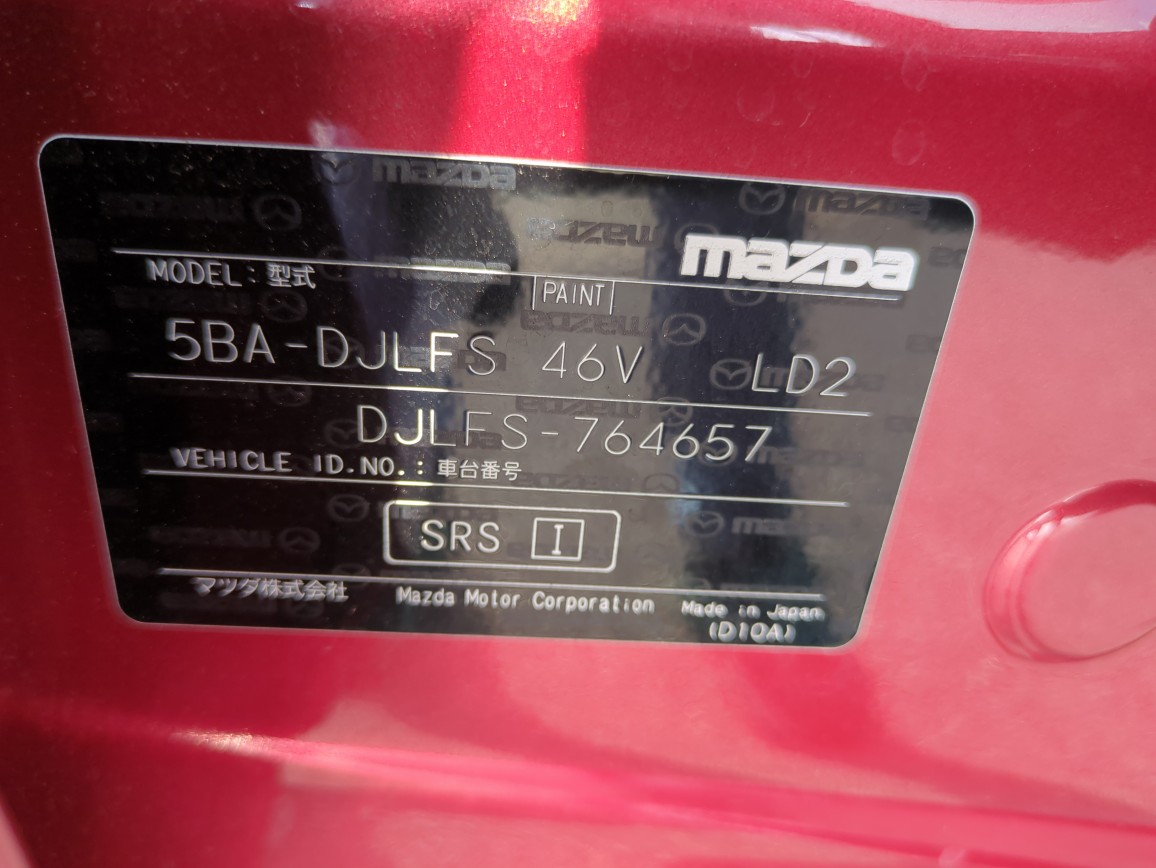 mazda
MODEL : 型式
PAINT
5BA-DJLFS 46V LD2
DJLFS-764657
VEHICLE ID.NO. : 車台番号
SRS I
マツダ株式会社 Mazda Motor Corporation Made in Japan
(D10A)